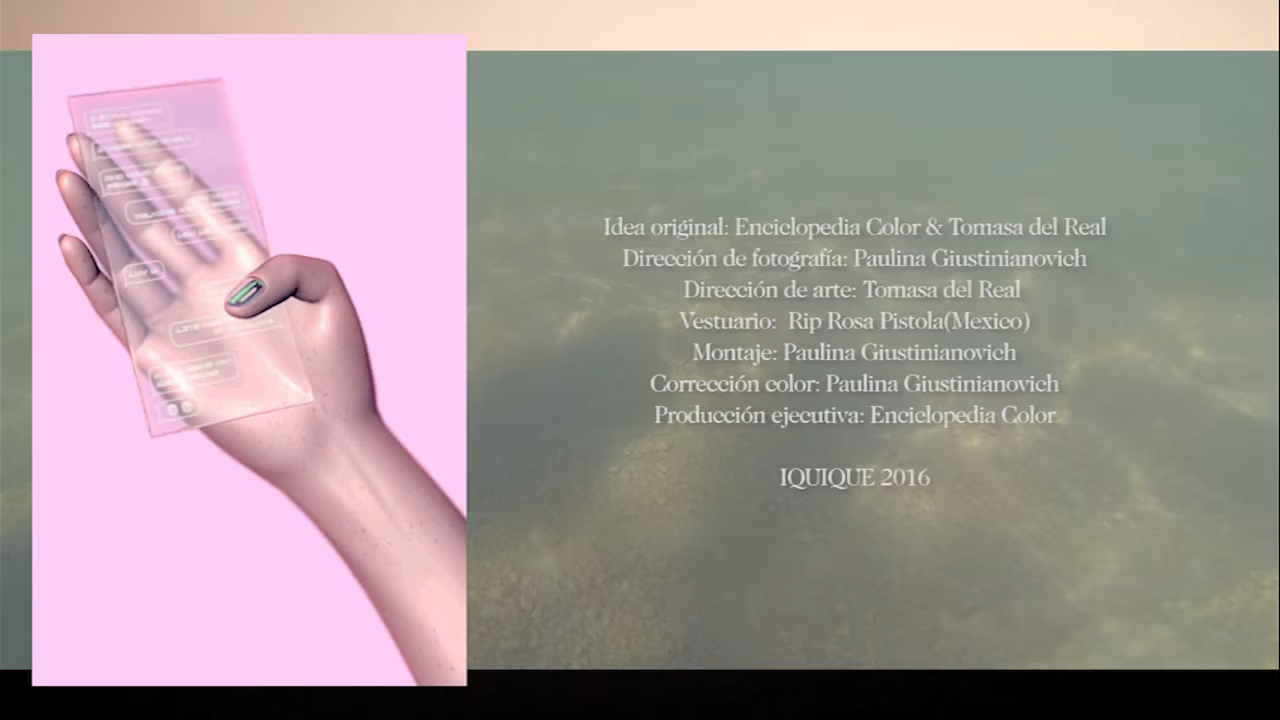 Idea original: Enciclopedia Color & Tomasa del Real
Dirección de fotografía: Paulina Giustinianovich
Dirección de arte: Tomasa del Real
Vestuario: Rip Rosa Pistola(Mexico)
Montaje: Paulina Giustinianovich
Corrección color: Paulina Giustinianovich
Producción ejecutiva: Enciclopedia Color
IQUIQUE 2016